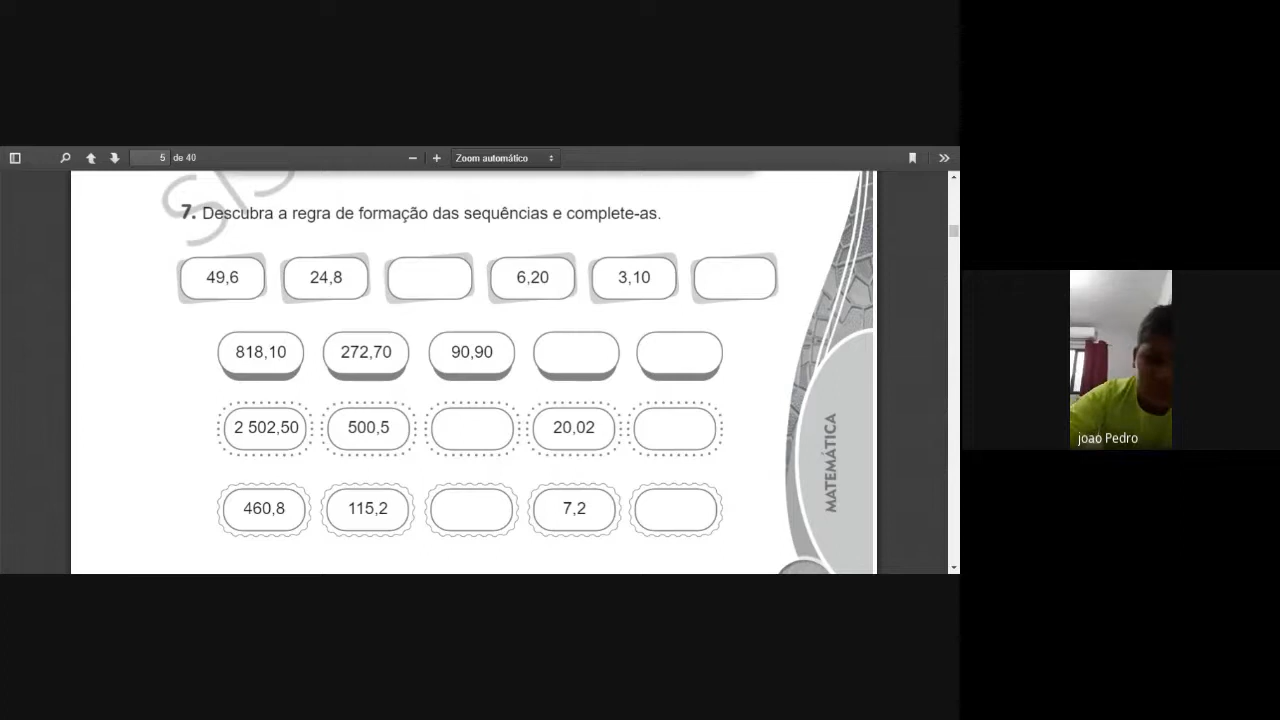 5 de 40 Zoom automático
SIS
7. Descubra a regra de formação das sequências e complete-as.
49,6 24,8 6,20 3,10
818,10 272,70 90,90
2 502,50 500,5 20,02
460,8 115,2 7,2
MATEMÁTICA
joao Pedro